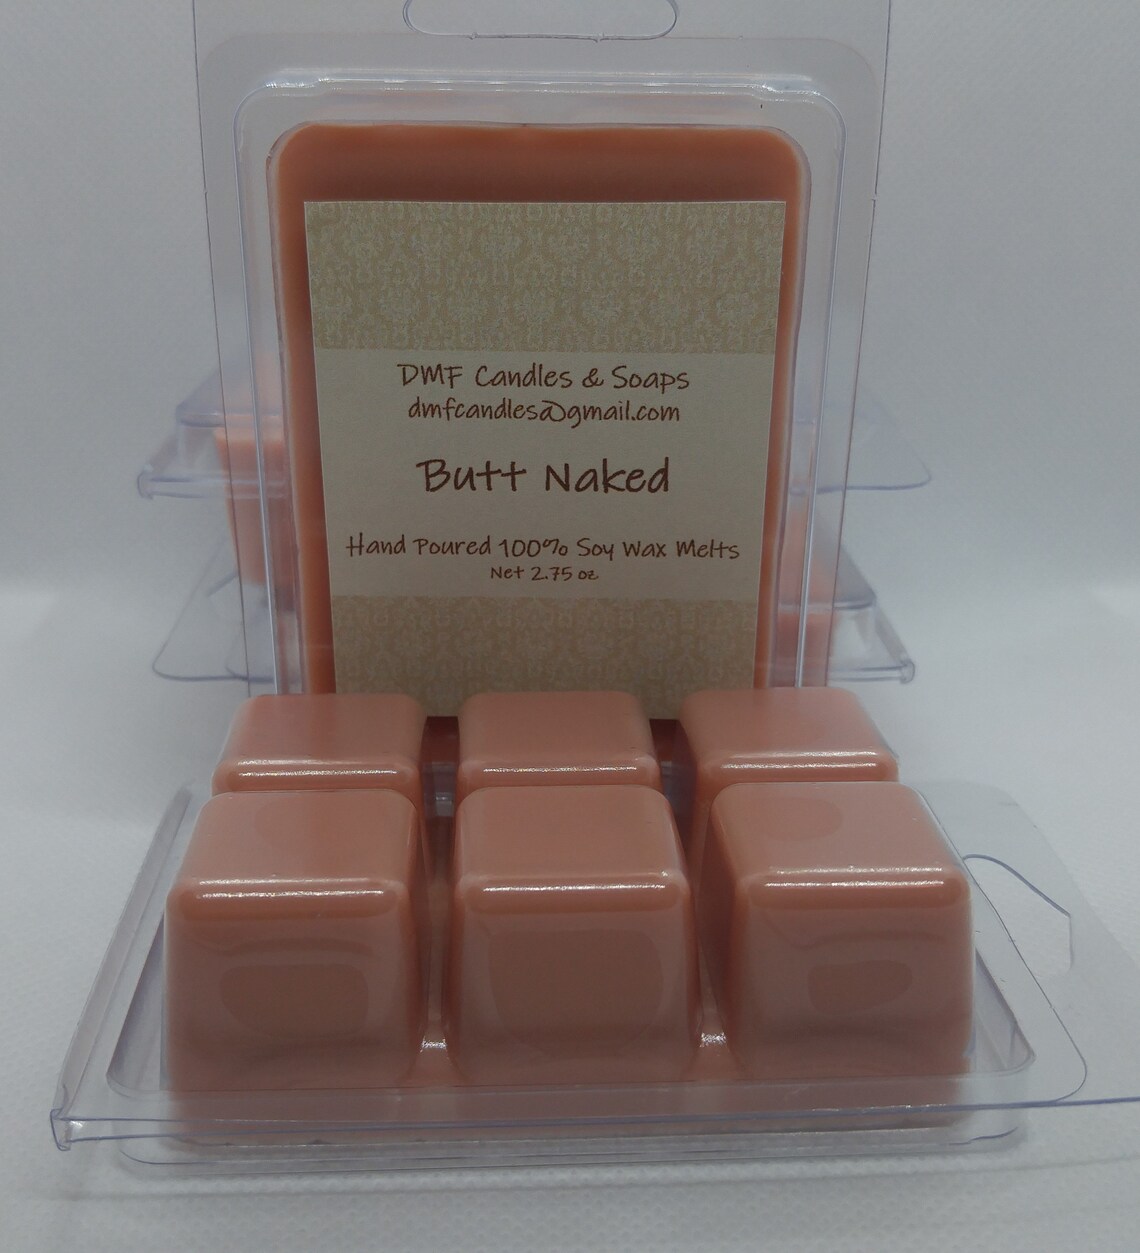 DMF Candles & Soaps
dmfcandles@gmail.com
Butt Naked
Hand Poured 100% Soy Wax Melts
Net 2.75 oz